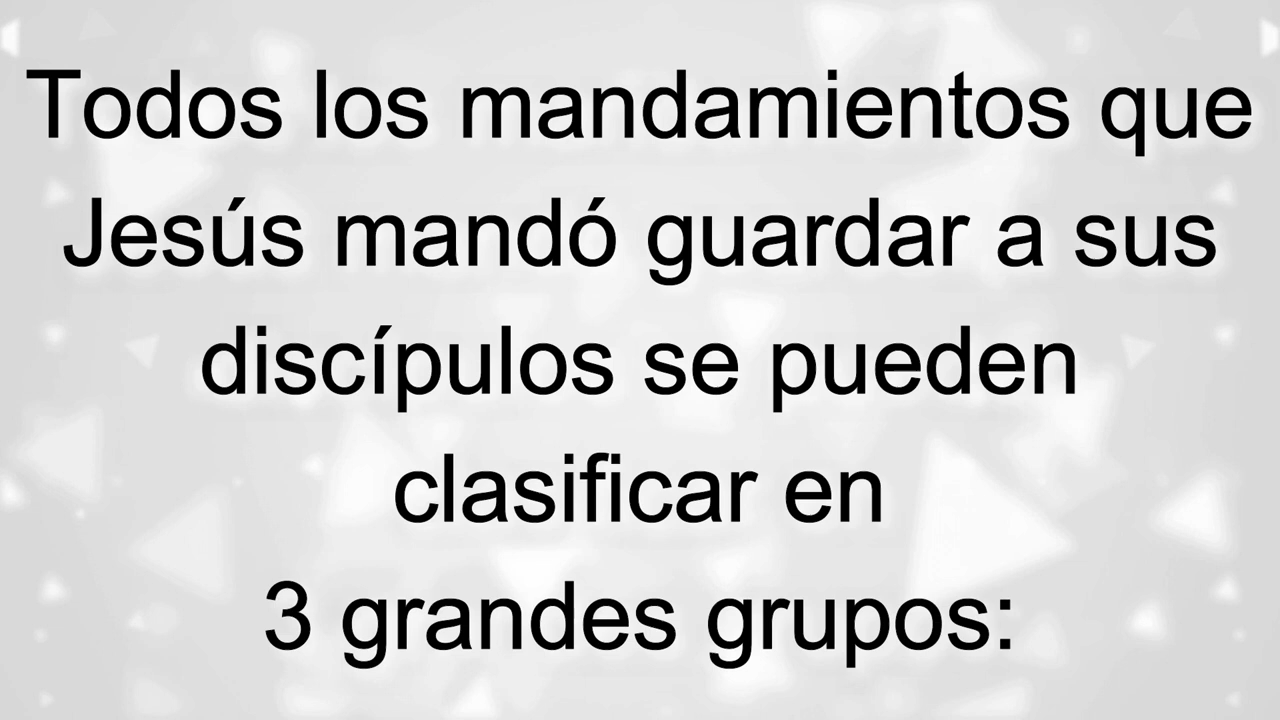 Todos los mandamientos que
Jesús mandó guardar a sus
discípulos se pueden
clasificar en
3 grandes grupos: